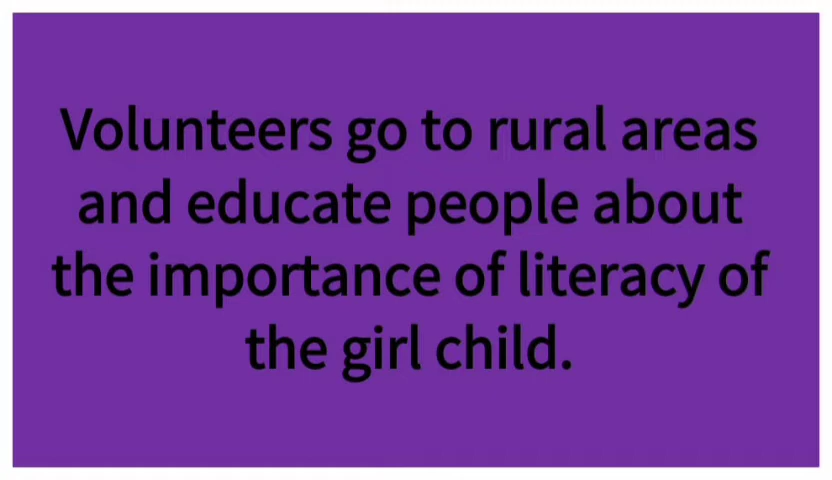 Volunteers go to rural areas
and educate people about
the importance of literacy of
the girl child.